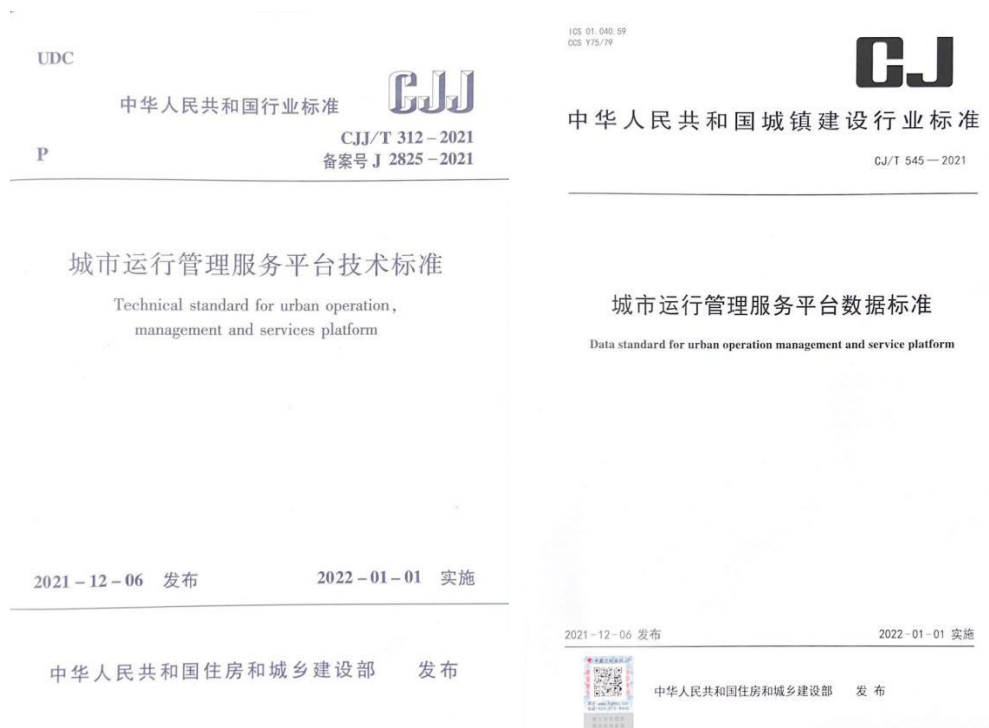 UDC
中华人民共和国行业标准
CJJ
CJJ/T 312－2021
备案号 J 2825－2021
P
城市运行管理服务平台技术标准
Technical standard for urban operation,
management and services platform
2021－12－06 发布
2022－01－01 实施
中华人民共和国住房和城乡建设部 发布
ICS 01.040.59
CCS Y75/79
CJ
中华人民共和国城镇建设行业标准
CJ/T 545—2021
城市运行管理服务平台数据标准
Data standard for urban operation management and service platform
2021-12-06 发布
2022-01-01 实施
中华人民共和国住房和城乡建设部 发布